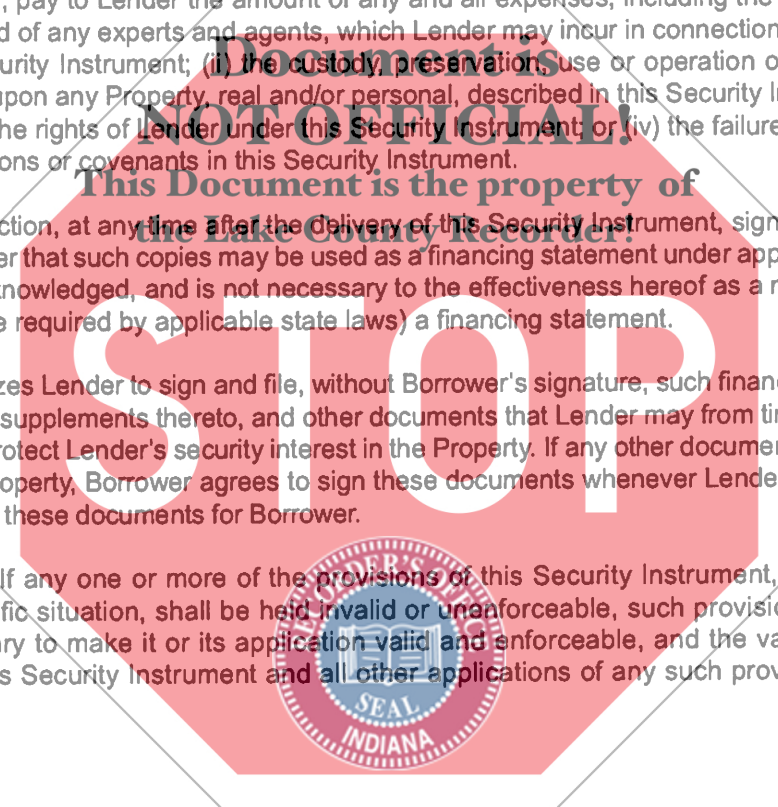 , pay to Lender the amount of any and all expenses, including the
d of any experts and agents, which Lender may incur in connection
urity Instrument; (ii) the custody, preservation, use or operation o
upon any Property, real and/or personal, described in this Security I
he rights of Lender under this Security Instrument; or (iv) the failure
ons or covenants in this Security Instrument.
Document is
NOT OFFICIAL!
This Document is the property of
the Lake County Recorder!
ction, at any time after the delivery of this Security Instrument, sign
er that such copies may be used as a financing statement under app
knowledged, and is not necessary to the effectiveness hereof as a
e required by applicable state laws) a financing statement.
STOP
zes Lender to sign and file, without Borrower's signature, such finan
supplements thereto, and other documents that Lender may from ti
rotect Lender's security interest in the Property. If any other docume
operty, Borrower agrees to sign these documents whenever Lende
these documents for Borrower.
If any one or more of the provisions of this Security Instrument,
fic situation, shall be held invalid or unenforceable, such provisi
ry to make it or its application valid and enforceable, and the va
s Security Instrument and all other applications of any such prov
RECORDER'S OFFICE
SEAL
INDIANA